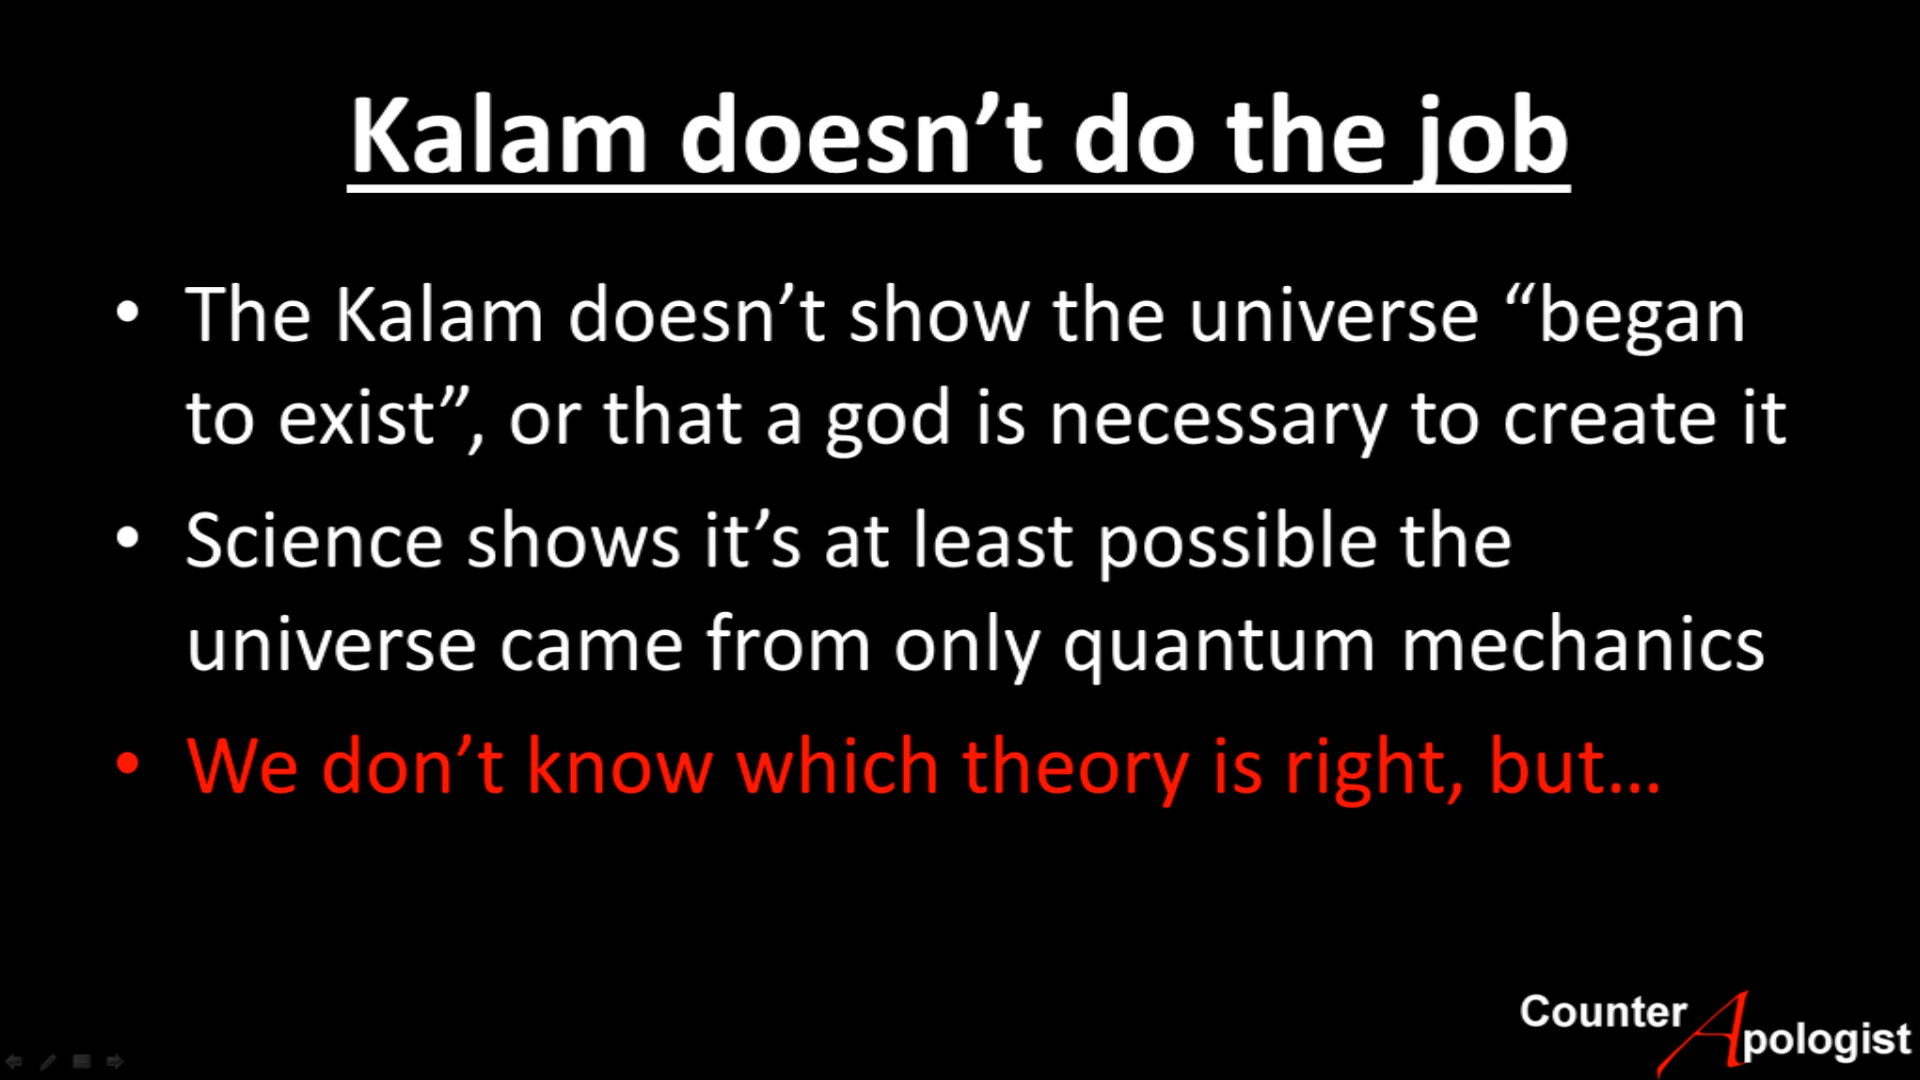 Kalam doesn’t do the job
• The Kalam doesn’t show the universe “began
to exist”, or that a god is necessary to create it
• Science shows it’s at least possible the
universe came from only quantum mechanics
• We don’t know which theory is right, but...
Counter
Apologist